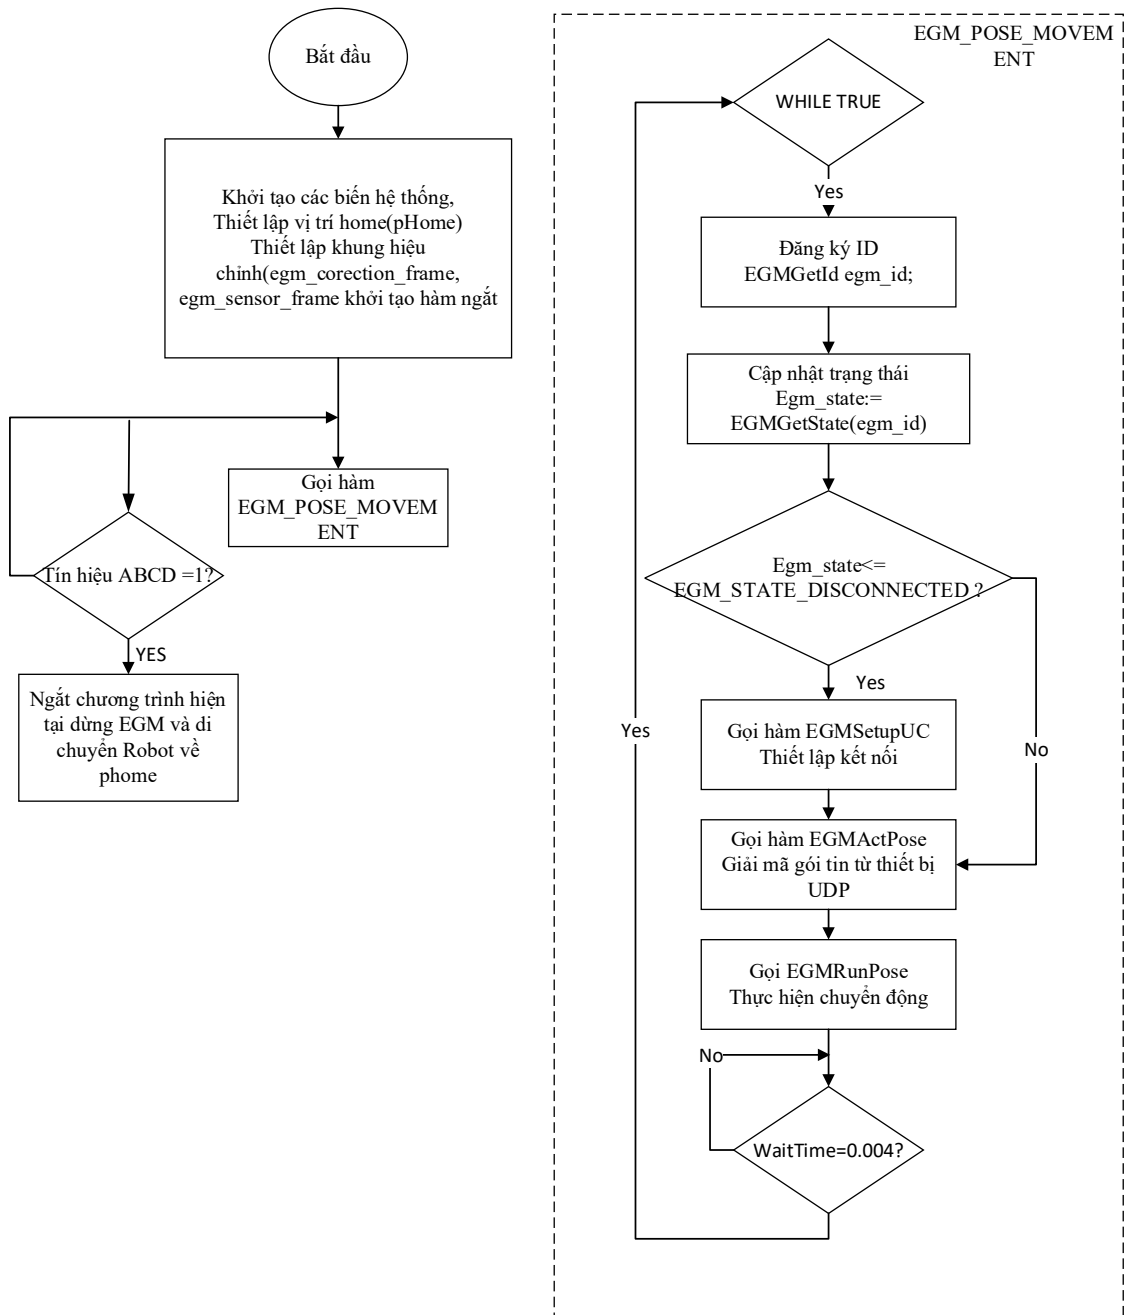 Bắt đầu
Khởi tạo các biến hệ thống,
Thiết lập vị trí home(pHome)
Thiết lập khung hiệu
chỉnh(egm_corection_frame,
egm_sensor_frame khởi tạo hàm ngắt
Gọi hàm
EGM_POSE_MOVEM
ENT
Tín hiệu ABCD =1?
YES
Ngắt chương trình hiện
tại dừng EGM và di
chuyển Robot về
phome
EGM_POSE_MOVEM
ENT
WHILE TRUE
Yes
Đăng ký ID
EGMGetId egm_id;
Cập nhật trạng thái
Egm_state:=
EGMGetState(egm_id)
Egm_state<=
EGM_STATE_DISCONNECTED ?
Yes
No
Gọi hàm EGMSetupUC
Thiết lập kết nối
Yes
Gọi hàm EGMActPose
Giải mã gói tin từ thiết bị
UDP
Gọi EGMRunPose
Thực hiện chuyển động
No
WaitTime=0.004?